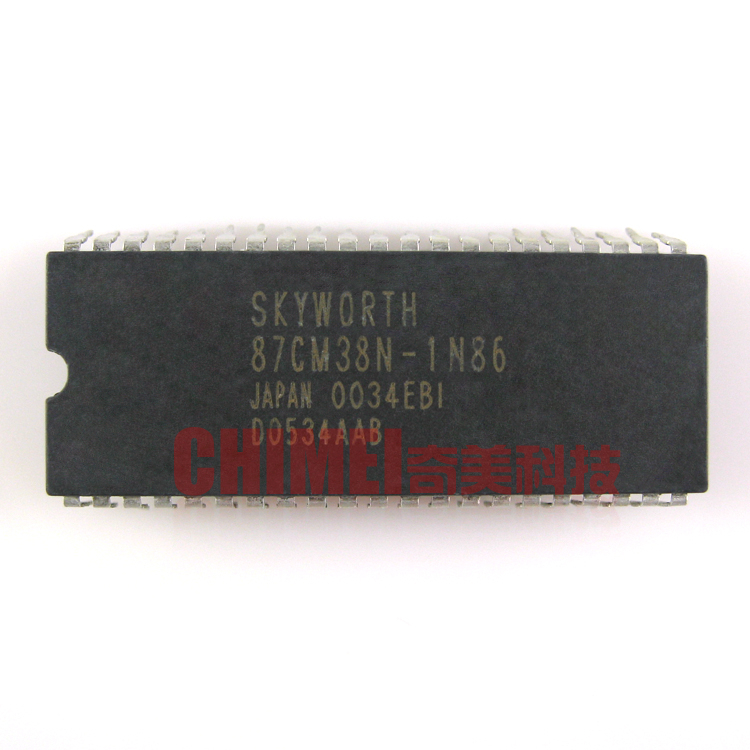 SKYWORTH
87CM38N-1N86
JAPAN 0034EBI
D0534AAB
CHIMEI奇美科技